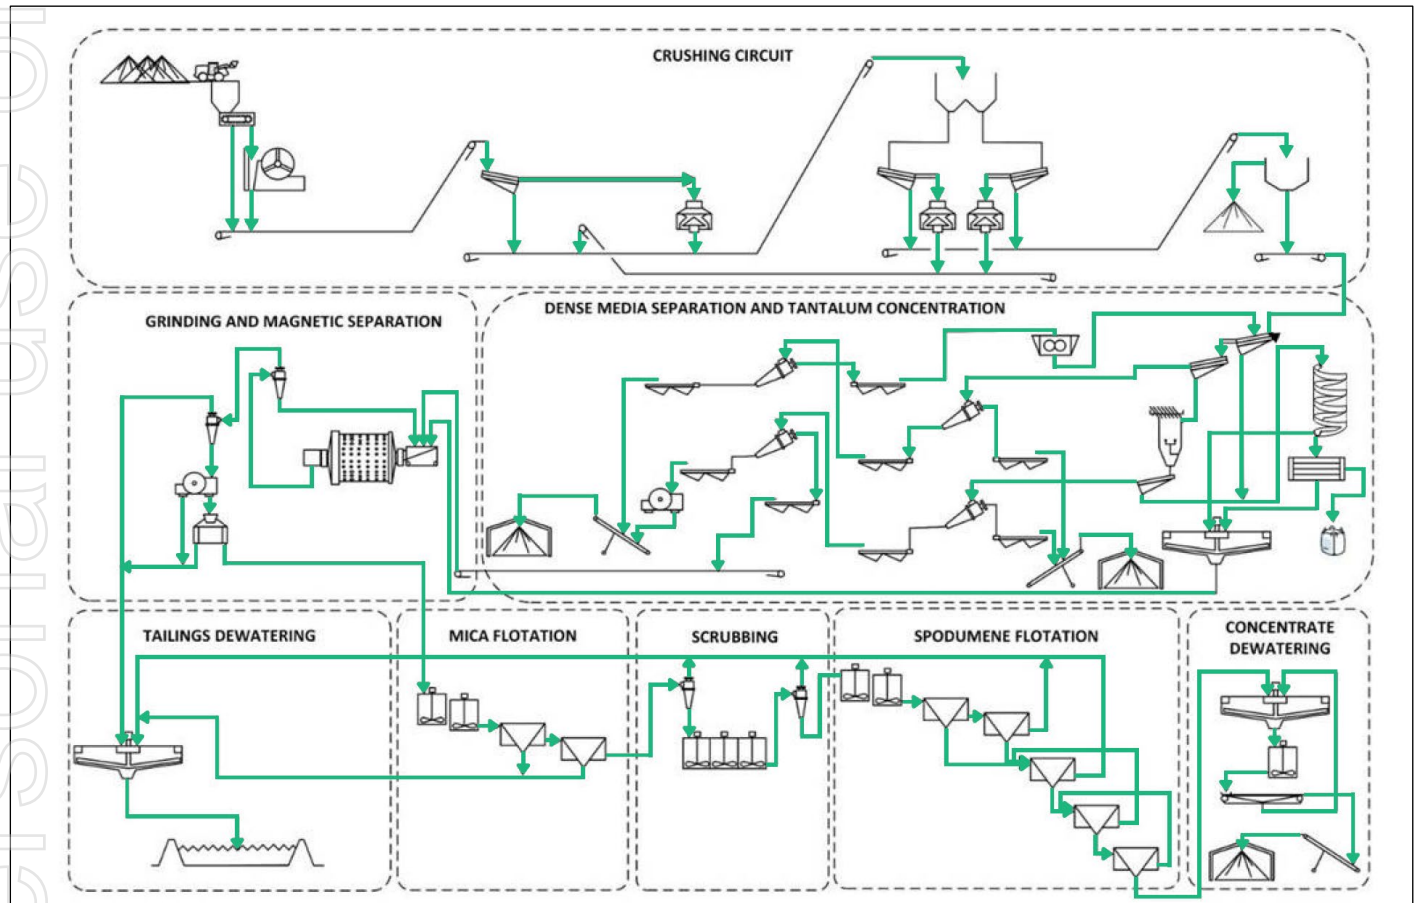 CRUSHING CIRCUIT
GRINDING AND MAGNETIC SEPARATION
DENSE MEDIA SEPARATION AND TANTALUM CONCENTRATION
TAILINGS DEWATERING
MICA FLOTATION
SCRUBBING
SPODUMENE FLOTATION
CONCENTRATE
DEWATERING